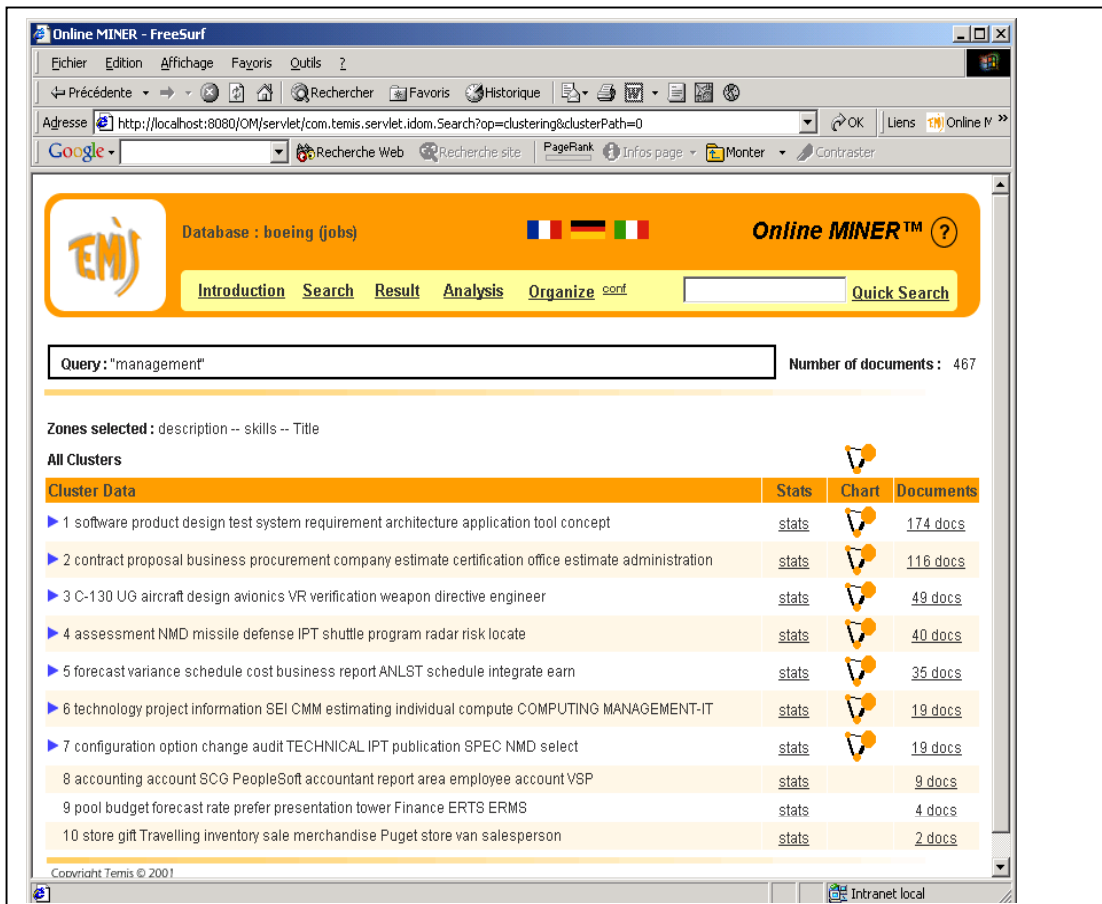 Online MINER - FreeSurf
Fichier Edition Affichage Favoris Outils ?
Précédente Rechercher Favoris Historique
Adresse http://localhost:8080/OM/servlet/com.temis.servlet.idom.Search?op=clustering&clusterPath=0 OK Liens Online M »
Google Recherche Web Recherche site PageRank Infos page Monter Contraster
TEMIS
Database : boeing (jobs) Online MINER™ ?
Introduction Search Result Analysis Organize conf Quick Search
Query : "management" Number of documents : 467
Zones selected : description -- skills -- Title
All Clusters
Cluster Data Stats Chart Documents
1 software product design test system requirement architecture application tool concept stats 174 docs
2 contract proposal business procurement company estimate certification office estimate administration stats 116 docs
3 C-130 UG aircraft design avionics VR verification weapon directive engineer stats 49 docs
4 assessment NMD missile defense IPT shuttle program radar risk locate stats 40 docs
5 forecast variance schedule cost business report ANLST schedule integrate earn stats 35 docs
6 technology project information SEI CMM estimating individual compute COMPUTING MANAGEMENT-IT stats 19 docs
7 configuration option change audit TECHNICAL IPT publication SPEC NMD select stats 19 docs
8 accounting account SCG PeopleSoft accountant report area employee account VSP stats 9 docs
9 pool budget forecast rate prefer presentation tower Finance ERTS ERMS stats 4 docs
10 store gift Travelling inventory sale merchandise Puget store van salesperson stats 2 docs
Copyright Temis © 2001
Intranet local